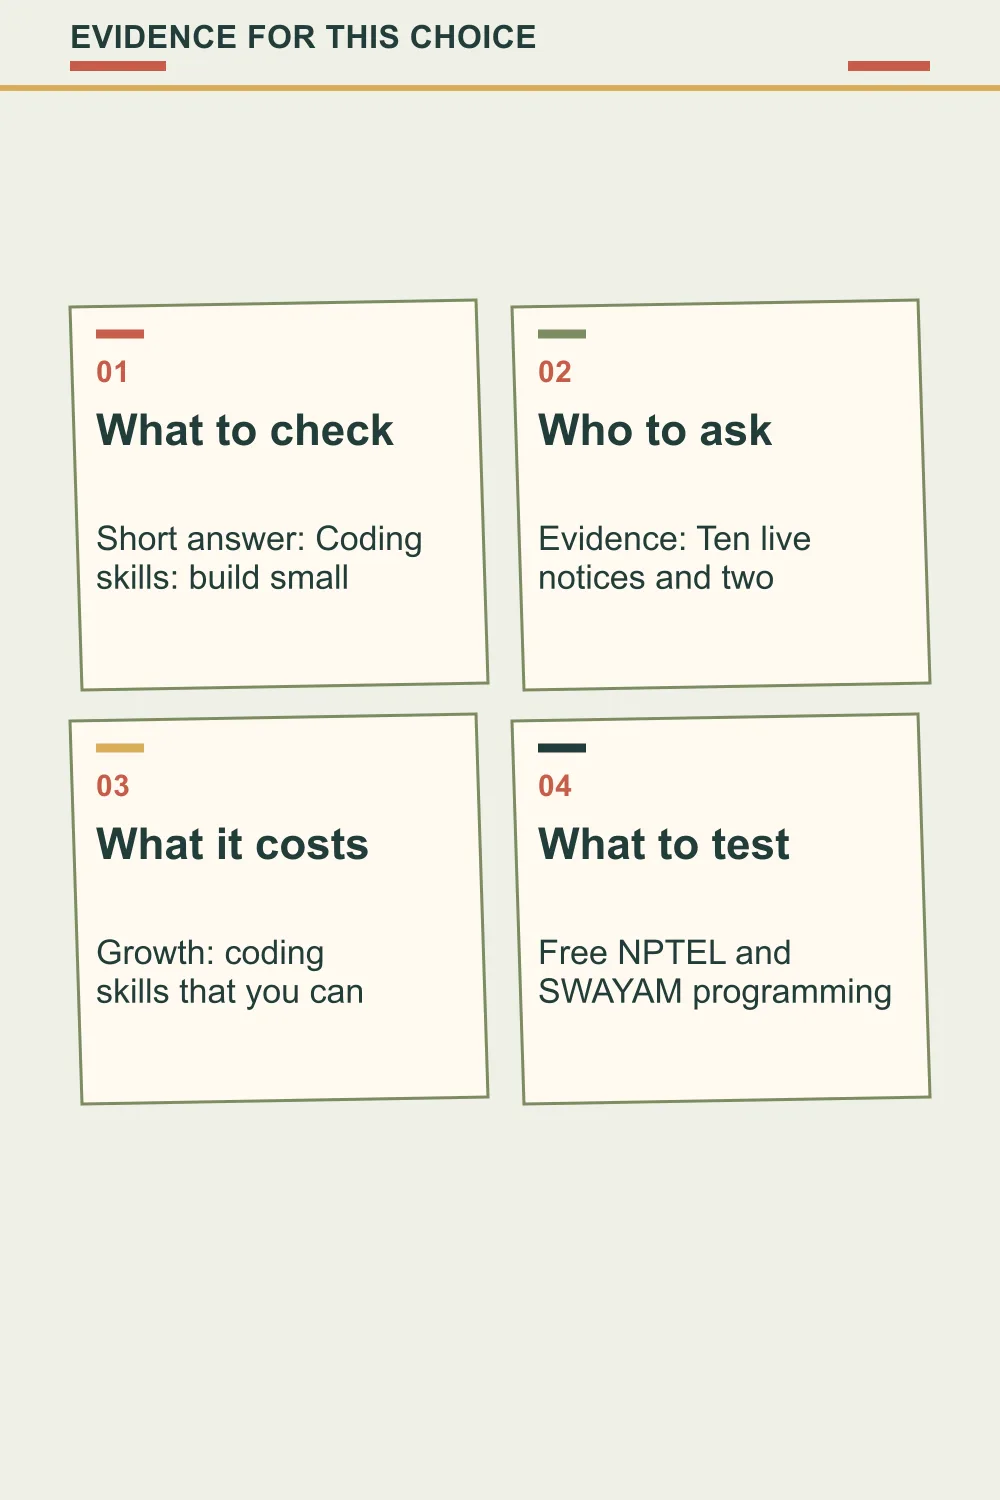 EVIDENCE FOR THIS CHOICE
01
What to check
Short answer: Coding
skills: build small
02
Who to ask
Evidence: Ten live
notices and two
03
What it costs
Growth: coding
skills that you can
04
What to test
Free NPTEL and
SWAYAM programming